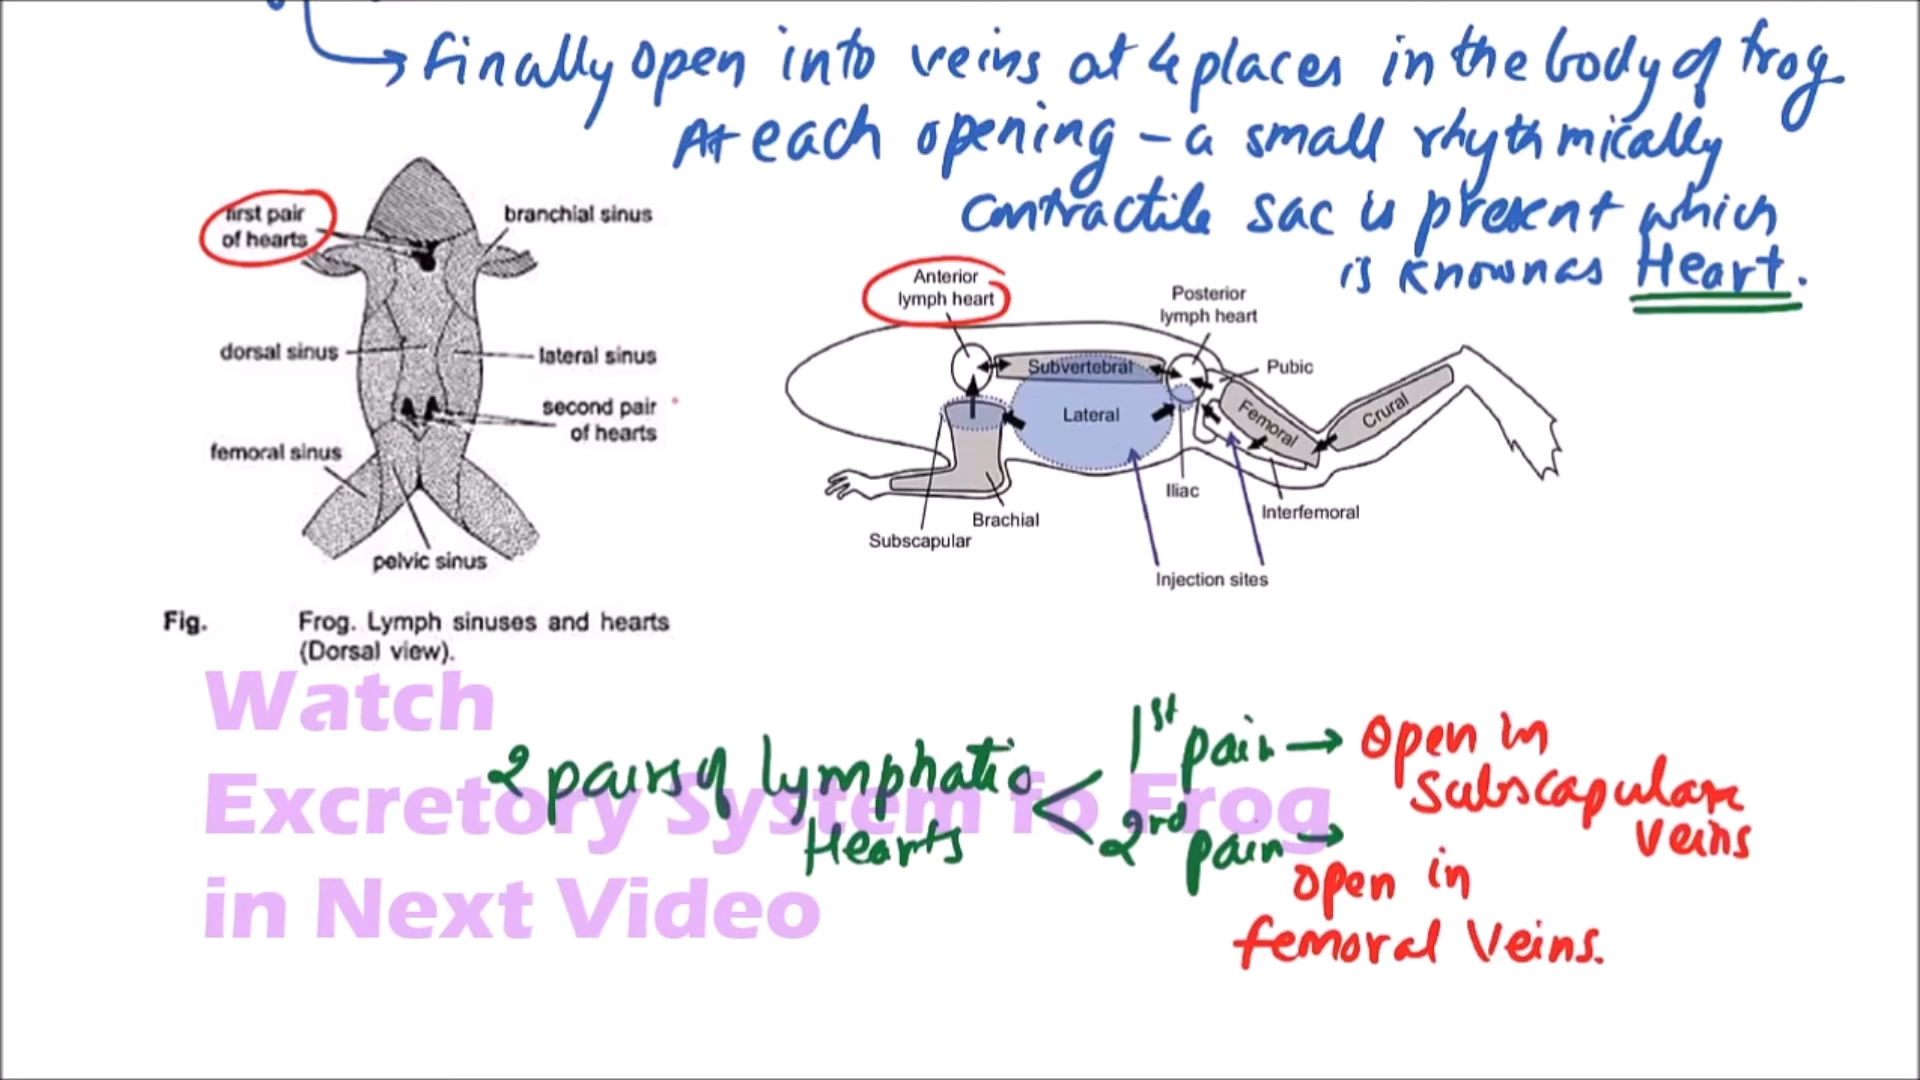 finally open into veins at 4 places in the body of frog
At each opening - a small rhythmically
contractile sac is present which
is known as Heart.
first pair
of hearts
branchial sinus
dorsal sinus
lateral sinus
second pair
of hearts
femoral sinus
pelvic sinus
Fig. Frog. Lymph sinuses and hearts
(Dorsal view).
Anterior
lymph heart
Posterior
lymph heart
Subvertebral
Pubic
Lateral
Femoral
Crural
Iliac
Interfemoral
Brachial
Subscapular
Injection sites
Watch
Excretory System fo Frog
in Next Video
2 pairs of lymphatic
Hearts
1st pair → Open in
subscapular
veins
2nd pair →
open in
femoral Veins.